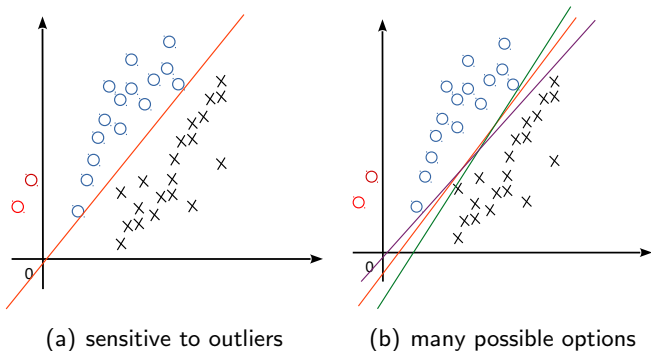 0
0
(a) sensitive to outliers
(b) many possible options